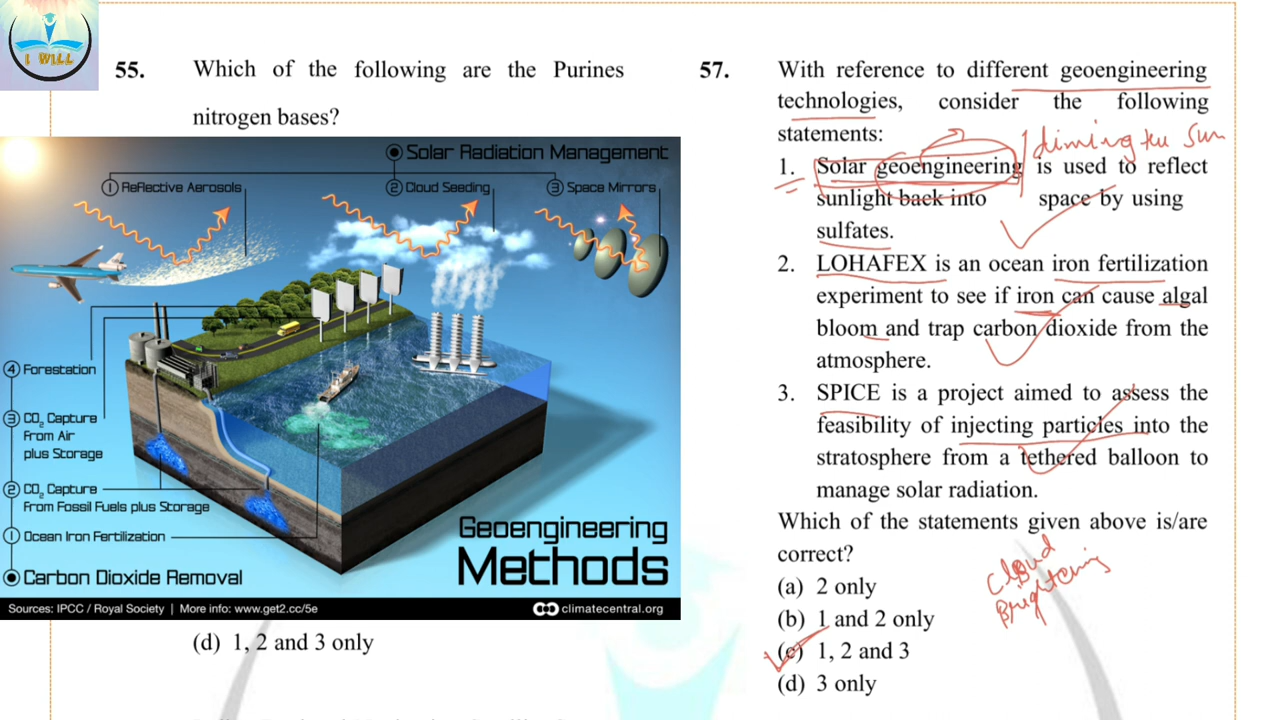 I WILL
55. Which of the following are the Purines
nitrogen bases?
Solar Radiation Management
1 Reflective Aerosols
2 Cloud Seeding
3 Space Mirrors
4 Forestation
3 CO2 Capture
From Air
plus Storage
2 CO2 Capture
From Fossil Fuels plus Storage
1 Ocean Iron Fertilization
Carbon Dioxide Removal
Geoengineering
Methods
Sources: IPCC / Royal Society | More info: www.get2.cc/5e
climatecentral.org
(d) 1, 2 and 3 only
57. With reference to different geoengineering
technologies, consider the following
statements:
diming the Sun
1. Solar geoengineering is used to reflect
sunlight back into space by using
sulfates.
2. LOHAFEX is an ocean iron fertilization
experiment to see if iron can cause algal
bloom and trap carbon dioxide from the
atmosphere.
3. SPICE is a project aimed to assess the
feasibility of injecting particles into the
stratosphere from a tethered balloon to
manage solar radiation.
Which of the statements given above is/are
correct?
Cloud
Brightening
(a) 2 only
(b) 1 and 2 only
(c) 1, 2 and 3
(d) 3 only